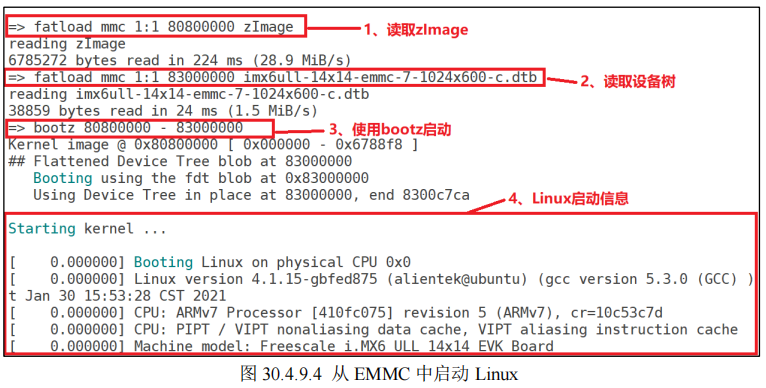 => fatload mmc 1:1 80800000 zImage
1、读取zImage
reading zImage
6785272 bytes read in 224 ms (28.9 MiB/s)
=> fatload mmc 1:1 83000000 imx6ull-14x14-emmc-7-1024x600-c.dtb
2、读取设备树
reading imx6ull-14x14-emmc-7-1024x600-c.dtb
38859 bytes read in 24 ms (1.5 MiB/s)
=> bootz 80800000 - 83000000
3、使用bootz启动
Kernel image @ 0x80800000 [ 0x000000 - 0x6788f8 ]
## Flattened Device Tree blob at 83000000
Booting using the fdt blob at 0x83000000
Using Device Tree in place at 83000000, end 8300c7ca
4、Linux启动信息
Starting kernel ...
[    0.000000] Booting Linux on physical CPU 0x0
[    0.000000] Linux version 4.1.15-gbfed875 (alientek@ubuntu) (gcc version 5.3.0 (GCC) )
t Jan 30 15:53:28 CST 2021
[    0.000000] CPU: ARMv7 Processor [410fc075] revision 5 (ARMv7), cr=10c53c7d
[    0.000000] CPU: PIPT / VIPT nonaliasing data cache, VIPT aliasing instruction cache
[    0.000000] Machine model: Freescale i.MX6 ULL 14x14 EVK Board
图 30.4.9.4 从 EMMC 中启动 Linux